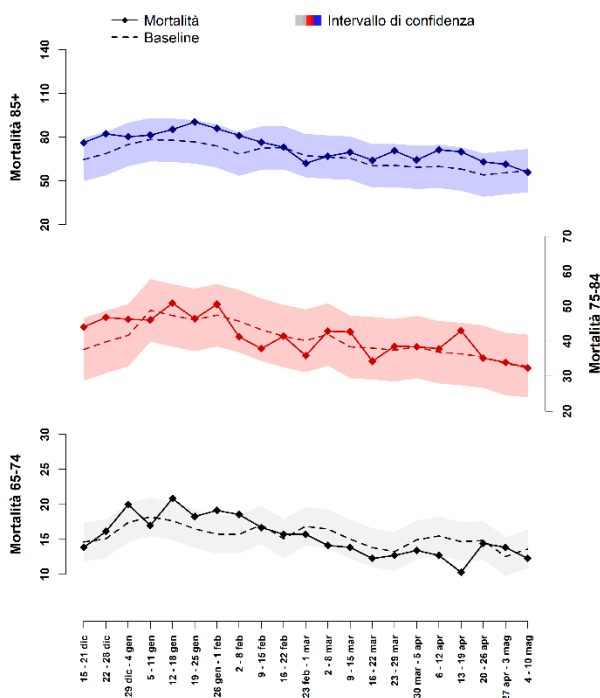 Mortalità
Baseline
Intervallo di confidenza
Mortalità 85+
140
110
80
50
20
70
60
50
40
30
20
Mortalità 75-84
Mortalità 65-74
30
25
20
15
10
15 - 21 dic
22 - 28 dic
29 dic - 4 gen
5 - 11 gen
12 - 18 gen
19 - 25 gen
26 gen - 1 feb
2 - 8 feb
9 - 15 feb
16 - 22 feb
23 feb - 1 mar
2 - 8 mar
9 - 15 mar
16 - 22 mar
23 - 29 mar
30 mar - 5 apr
6 - 12 apr
13 - 19 apr
20 - 26 apr
27 apr - 3 mag
4 - 10 mag